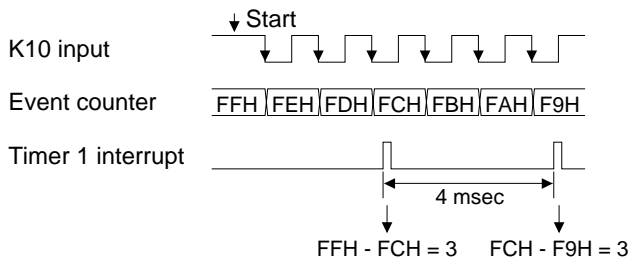 Start
K10 input
Event counter FFH FEH FDH FCH FBH FAH F9H
Timer 1 interrupt
4 msec
FFH - FCH = 3 FCH - F9H = 3